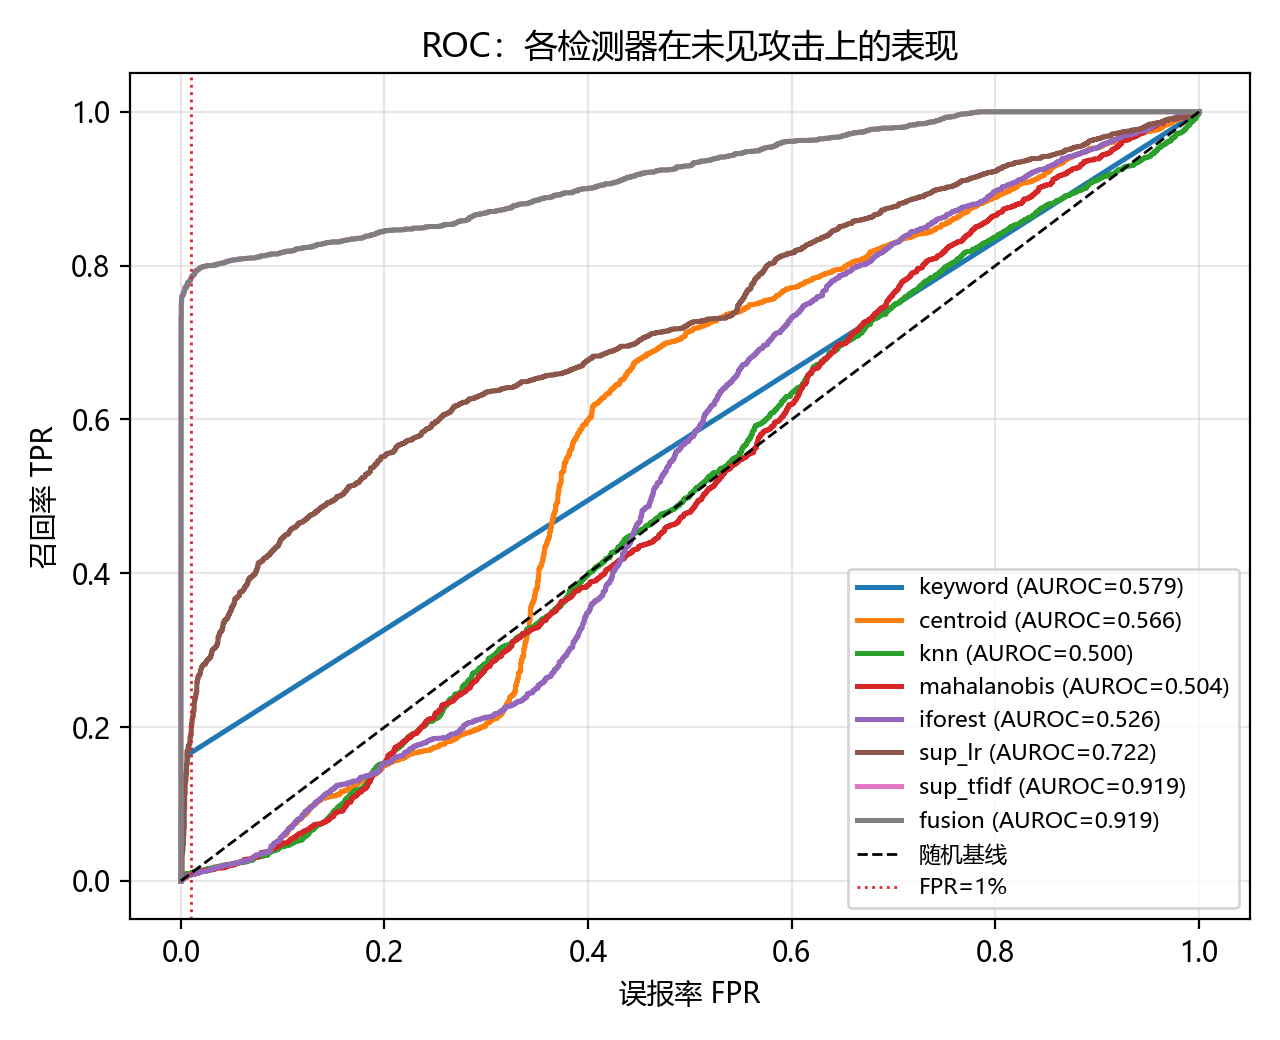 ROC：各检测器在未见攻击上的表现
1.0
0.8
0.6
0.4
0.2
0.0
召回率 TPR
keyword (AUROC=0.579)
centroid (AUROC=0.566)
knn (AUROC=0.500)
mahalanobis (AUROC=0.504)
iforest (AUROC=0.526)
sup_lr (AUROC=0.722)
sup_tfidf (AUROC=0.919)
fusion (AUROC=0.919)
随机基线
FPR=1%
0.0 0.2 0.4 0.6 0.8 1.0
误报率 FPR